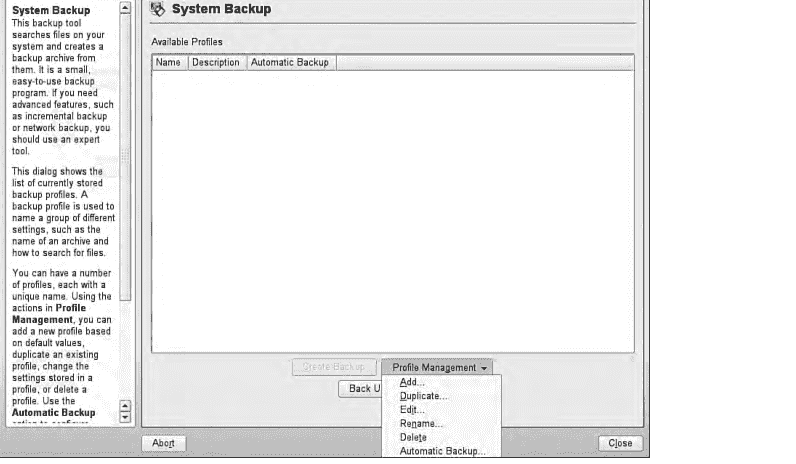 System Backup
This backup tool
searches files on your
system and creates a
backup archive from
them. It is a small,
easy-to-use backup
program. If you need
advanced features, such
as incremental backup
or network backup, you
should use an expert
tool.
This dialog shows the
list of currently stored
backup profiles. A
backup profile is used to
name a group of different
settings, such as the
name of an archive and
how to search for files.
You can have a number
of profiles, each with a
unique name. Using the
actions in Profile
Management, you can
add a new profile based
on default values,
duplicate an existing
profile, change the
settings stored in a
profile, or delete a
profile. Use the
Automatic Backup
System Backup
Available Profiles
Name Description Automatic Backup
Create Backup Profile Management
Back U
Add...
Duplicate...
Edit...
Rename...
Delete
Automatic Backup...
Abort
Close